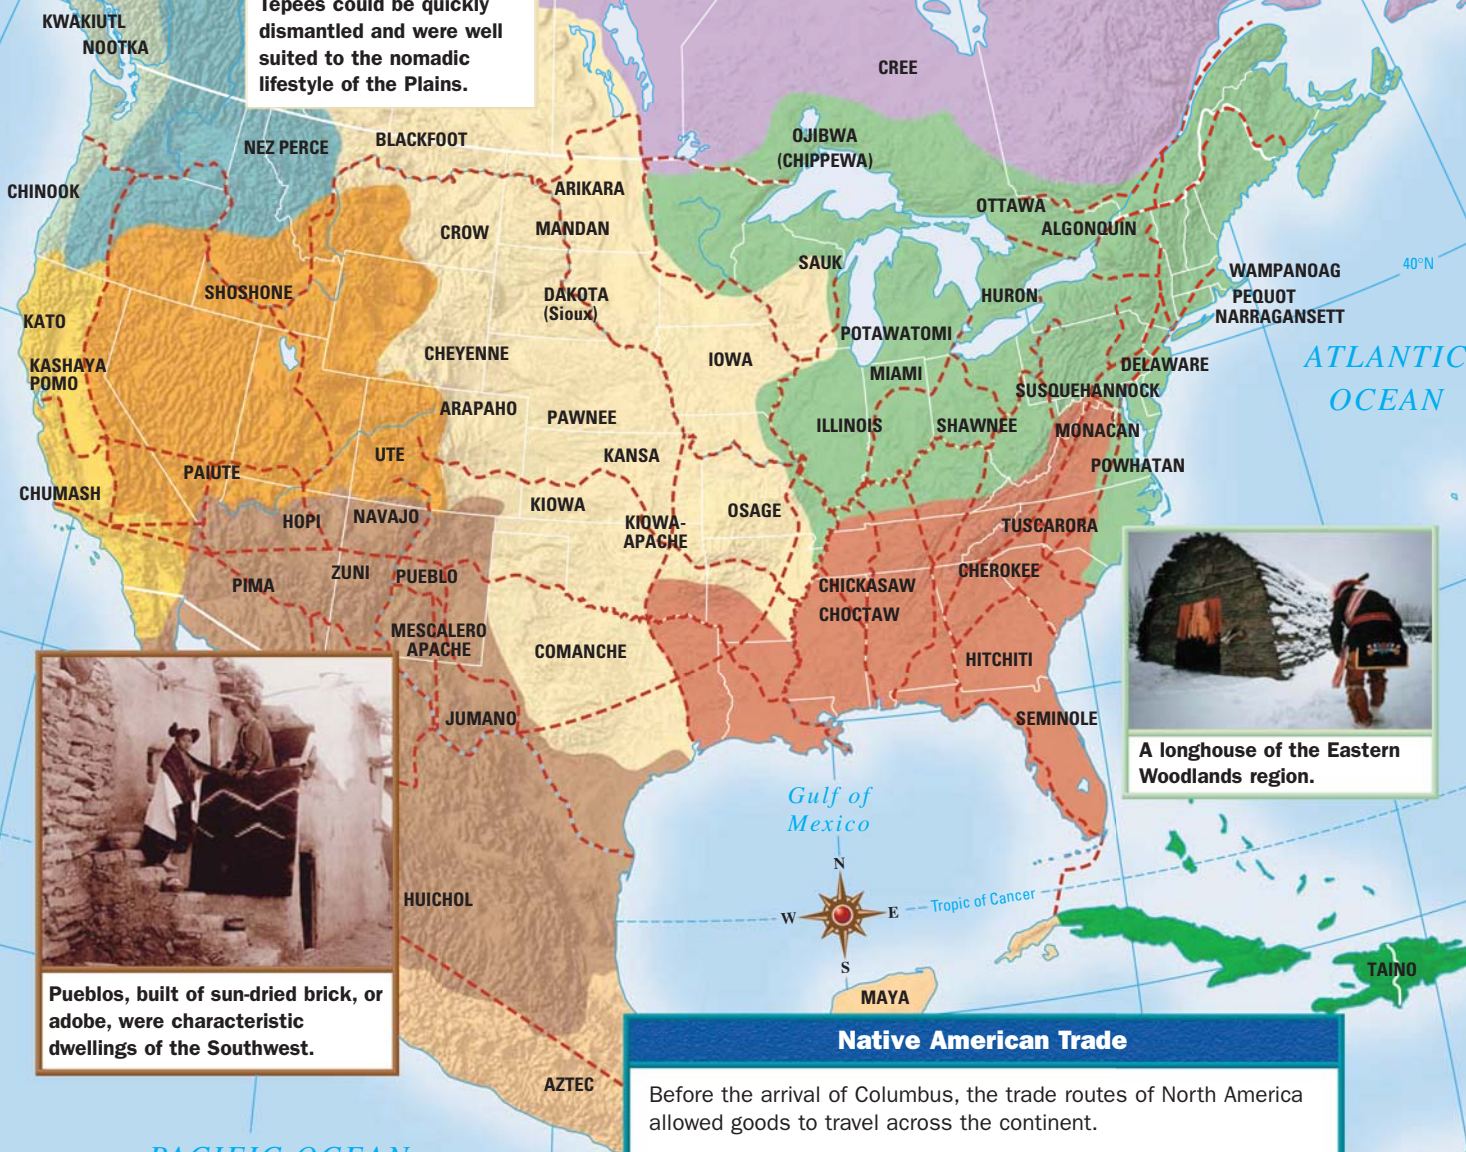 Tepees could be quickly
dismantled and were well
suited to the nomadic
lifestyle of the Plains.
KWAKIUTL
NOOTKA
CREE
NEZ PERCE
BLACKFOOT
OJIBWA
(CHIPPEWA)
CHINOOK
ARIKARA
OTTAWA
CROW
MANDAN
ALGONQUIN
SAUK
40°N
WAMPANOAG
PEQUOT
NARRAGANSETT
SHOSHONE
DAKOTA
(Sioux)
HURON
KATO
POTAWATOMI
ATLANTIC
OCEAN
KASHAYA
POMO
CHEYENNE
IOWA
MIAMI
DELAWARE
SUSQUEHANNOCK
ARAPAHO
PAWNEE
ILLINOIS
SHAWNEE
MONACAN
UTE
KANSA
POWHATAN
PAIUTE
CHUMASH
KIOWA
OSAGE
HOPI
NAVAJO
KIOWA-
APACHE
TUSCARORA
ZUNI
PUEBLO
PIMA
CHICKASAW
CHEROKEE
CHOCTAW
MESCALERO
APACHE
COMANCHE
HITCHITI
JUMANO
SEMINOLE
A longhouse of the Eastern
Woodlands region.
Gulf of
Mexico
N
W
E
S
Tropic of Cancer
HUICHOL
TAINO
MAYA
Pueblos, built of sun-dried brick, or
adobe, were characteristic
dwellings of the Southwest.
AZTEC
Native American Trade
Before the arrival of Columbus, the trade routes of North America
allowed goods to travel across the continent.
PACIFIC OCEAN